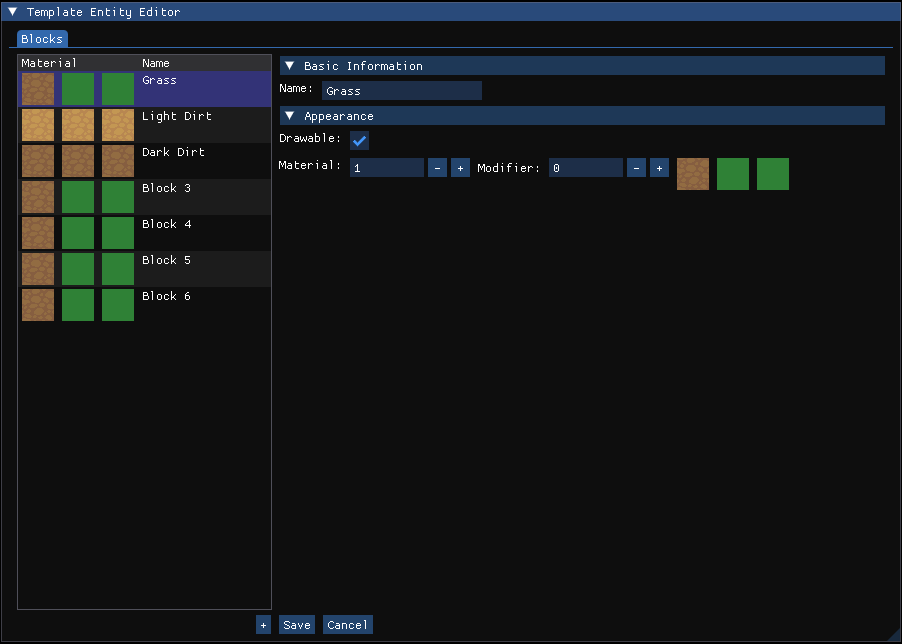 Template Entity Editor
Blocks
Material Name
Grass
Light Dirt
Dark Dirt
Block 3
Block 4
Block 5
Block 6
Basic Information
Name: Grass
Appearance
Drawable:
Material: 1 - + Modifier: 0 - +
+ Save Cancel